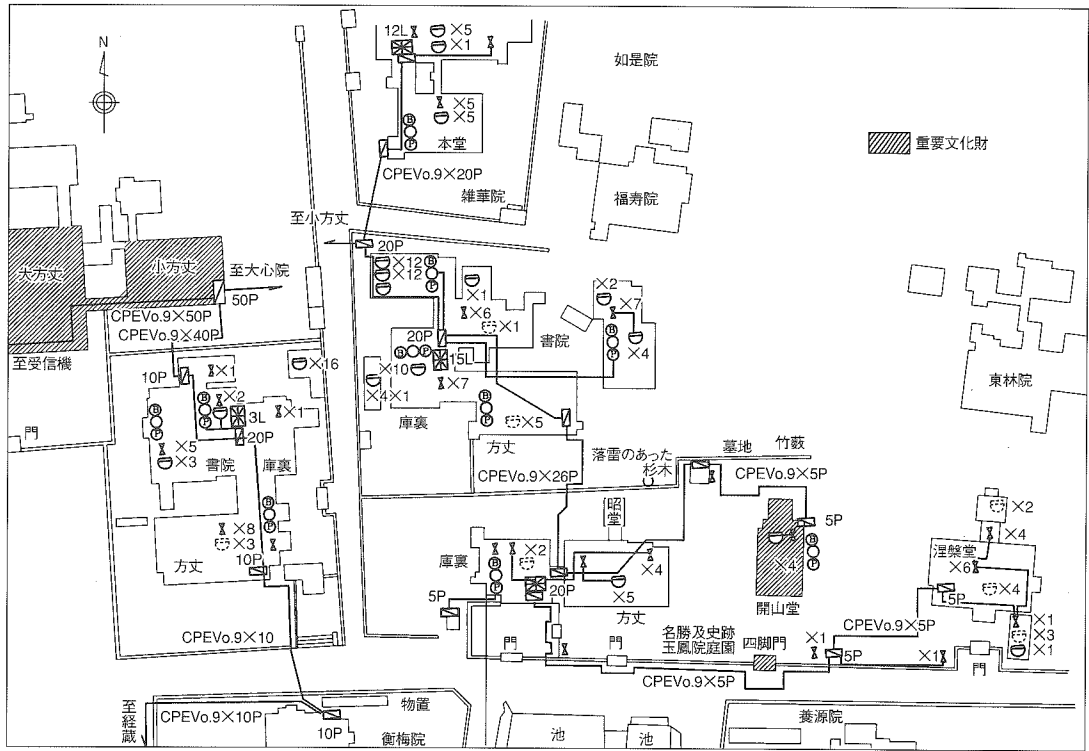 N
12L
×5
×1
×5
×5
B
P
本堂
CPEVo.9×20P
雑華院
如是院
福寿院
重要文化財
東林院
大方丈
小方丈
至大心院
50P
CPEVo.9×50P
CPEVo.9×40P
至受信機
至小方丈
20P
×12
×12
B
P
×1
×6
×1
書院
20P
15L
B
P
×10
×7
×4×1
庫裏
B
P
×5
方丈
CPEVo.9×26P
×2
×7
B
P
×4
10P
×1
×16
×2
B
P
3L
×1
20P
B
P
×5
×3
書院
庫裏
門
B
P
×8
×3
方丈
10P
CPEVo.9×10
落雷のあった
杉木
墓地
竹藪
CPEVo.9×5P
5P
B
P
×4
開山堂
昭堂
庫裏
B
P
×2
×4
20P
×5
5P
方丈
門
門
名勝及史跡
玉鳳院庭園
四脚門
×1
5P
CPEVo.9×5P
×1
門
CPEVo.9×5P
×2
×4
涅槃堂
×6
5P
×4
×1
×3
×1
至経蔵
CPEVo.9×10P
物置
10P
衡梅院
池
池
養源院